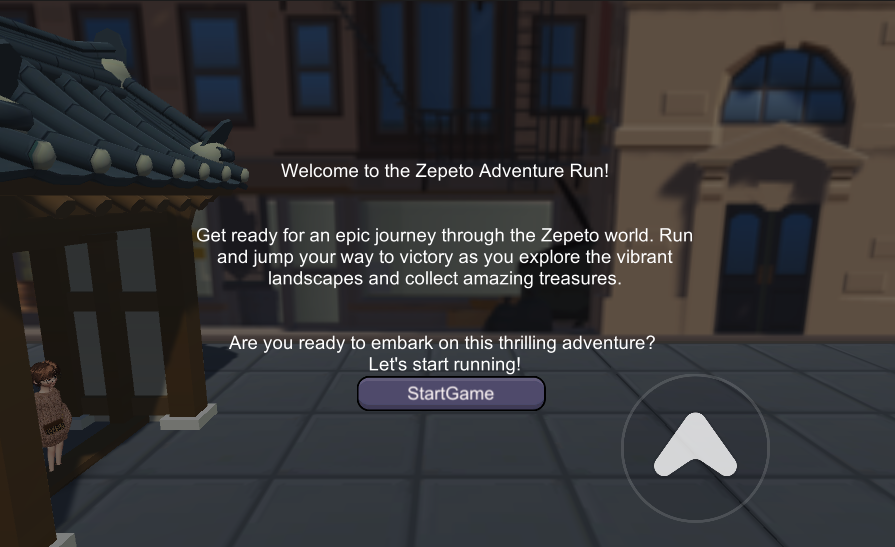 Welcome to the Zepeto Adventure Run!
Get ready for an epic journey through the Zepeto world. Run
and jump your way to victory as you explore the vibrant
landscapes and collect amazing treasures.
Are you ready to embark on this thrilling adventure?
Let's start running!
StartGame